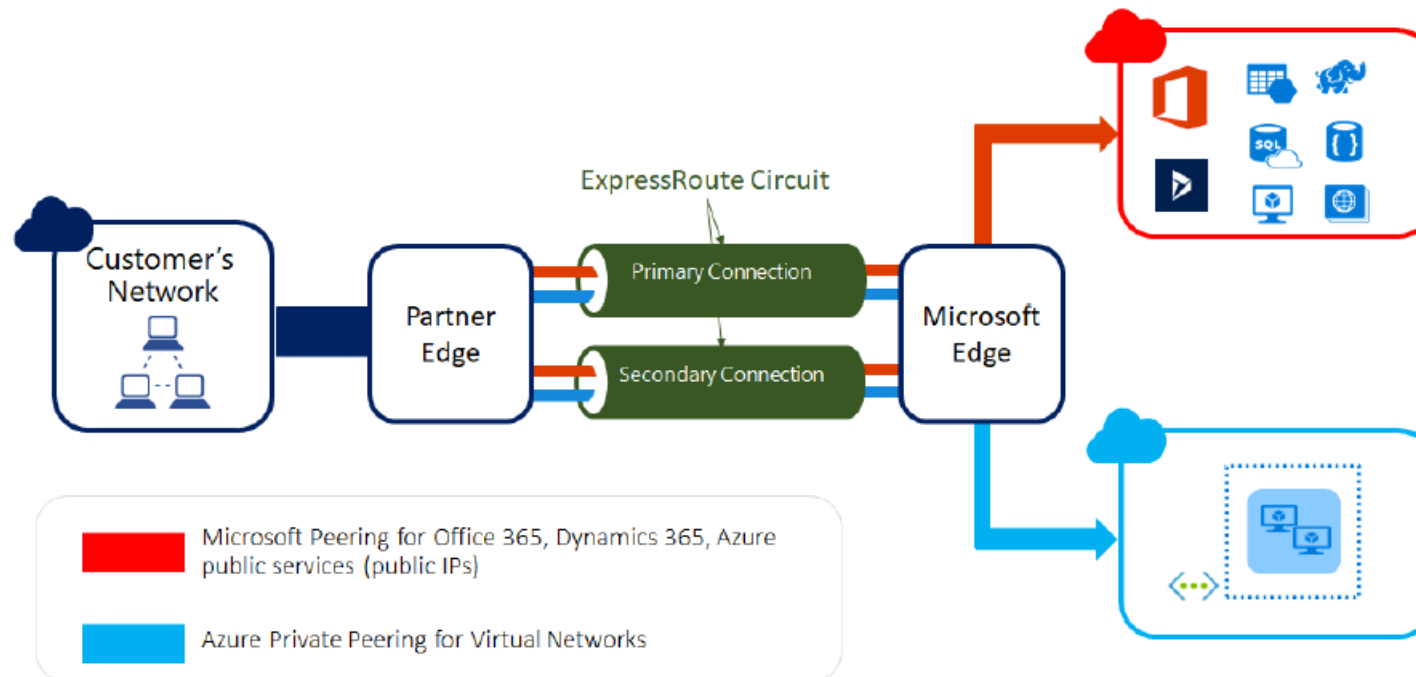 ExpressRoute Circuit
Customer's
Network
Partner
Edge
Primary Connection
Secondary Connection
Microsoft
Edge
SQL
Microsoft Peering for Office 365, Dynamics 365, Azure
public services (public IPs)
Azure Private Peering for Virtual Networks